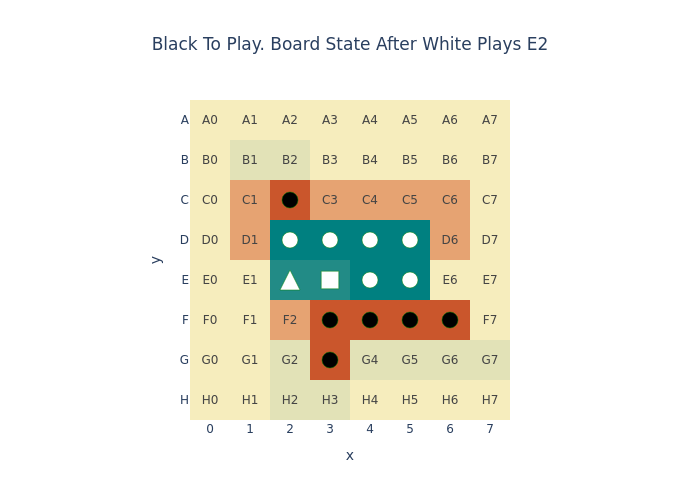 Black To Play. Board State After White Plays E2
A A0 A1 A2 A3 A4 A5 A6 A7
B B0 B1 B2 B3 B4 B5 B6 B7
C C0 C1 C3 C4 C5 C6 C7
D D0 D1 D6 D7
y
E E0 E1 E6 E7
F F0 F1 F2 F7
G G0 G1 G2 G4 G5 G6 G7
H H0 H1 H2 H3 H4 H5 H6 H7
0 1 2 3 4 5 6 7
x